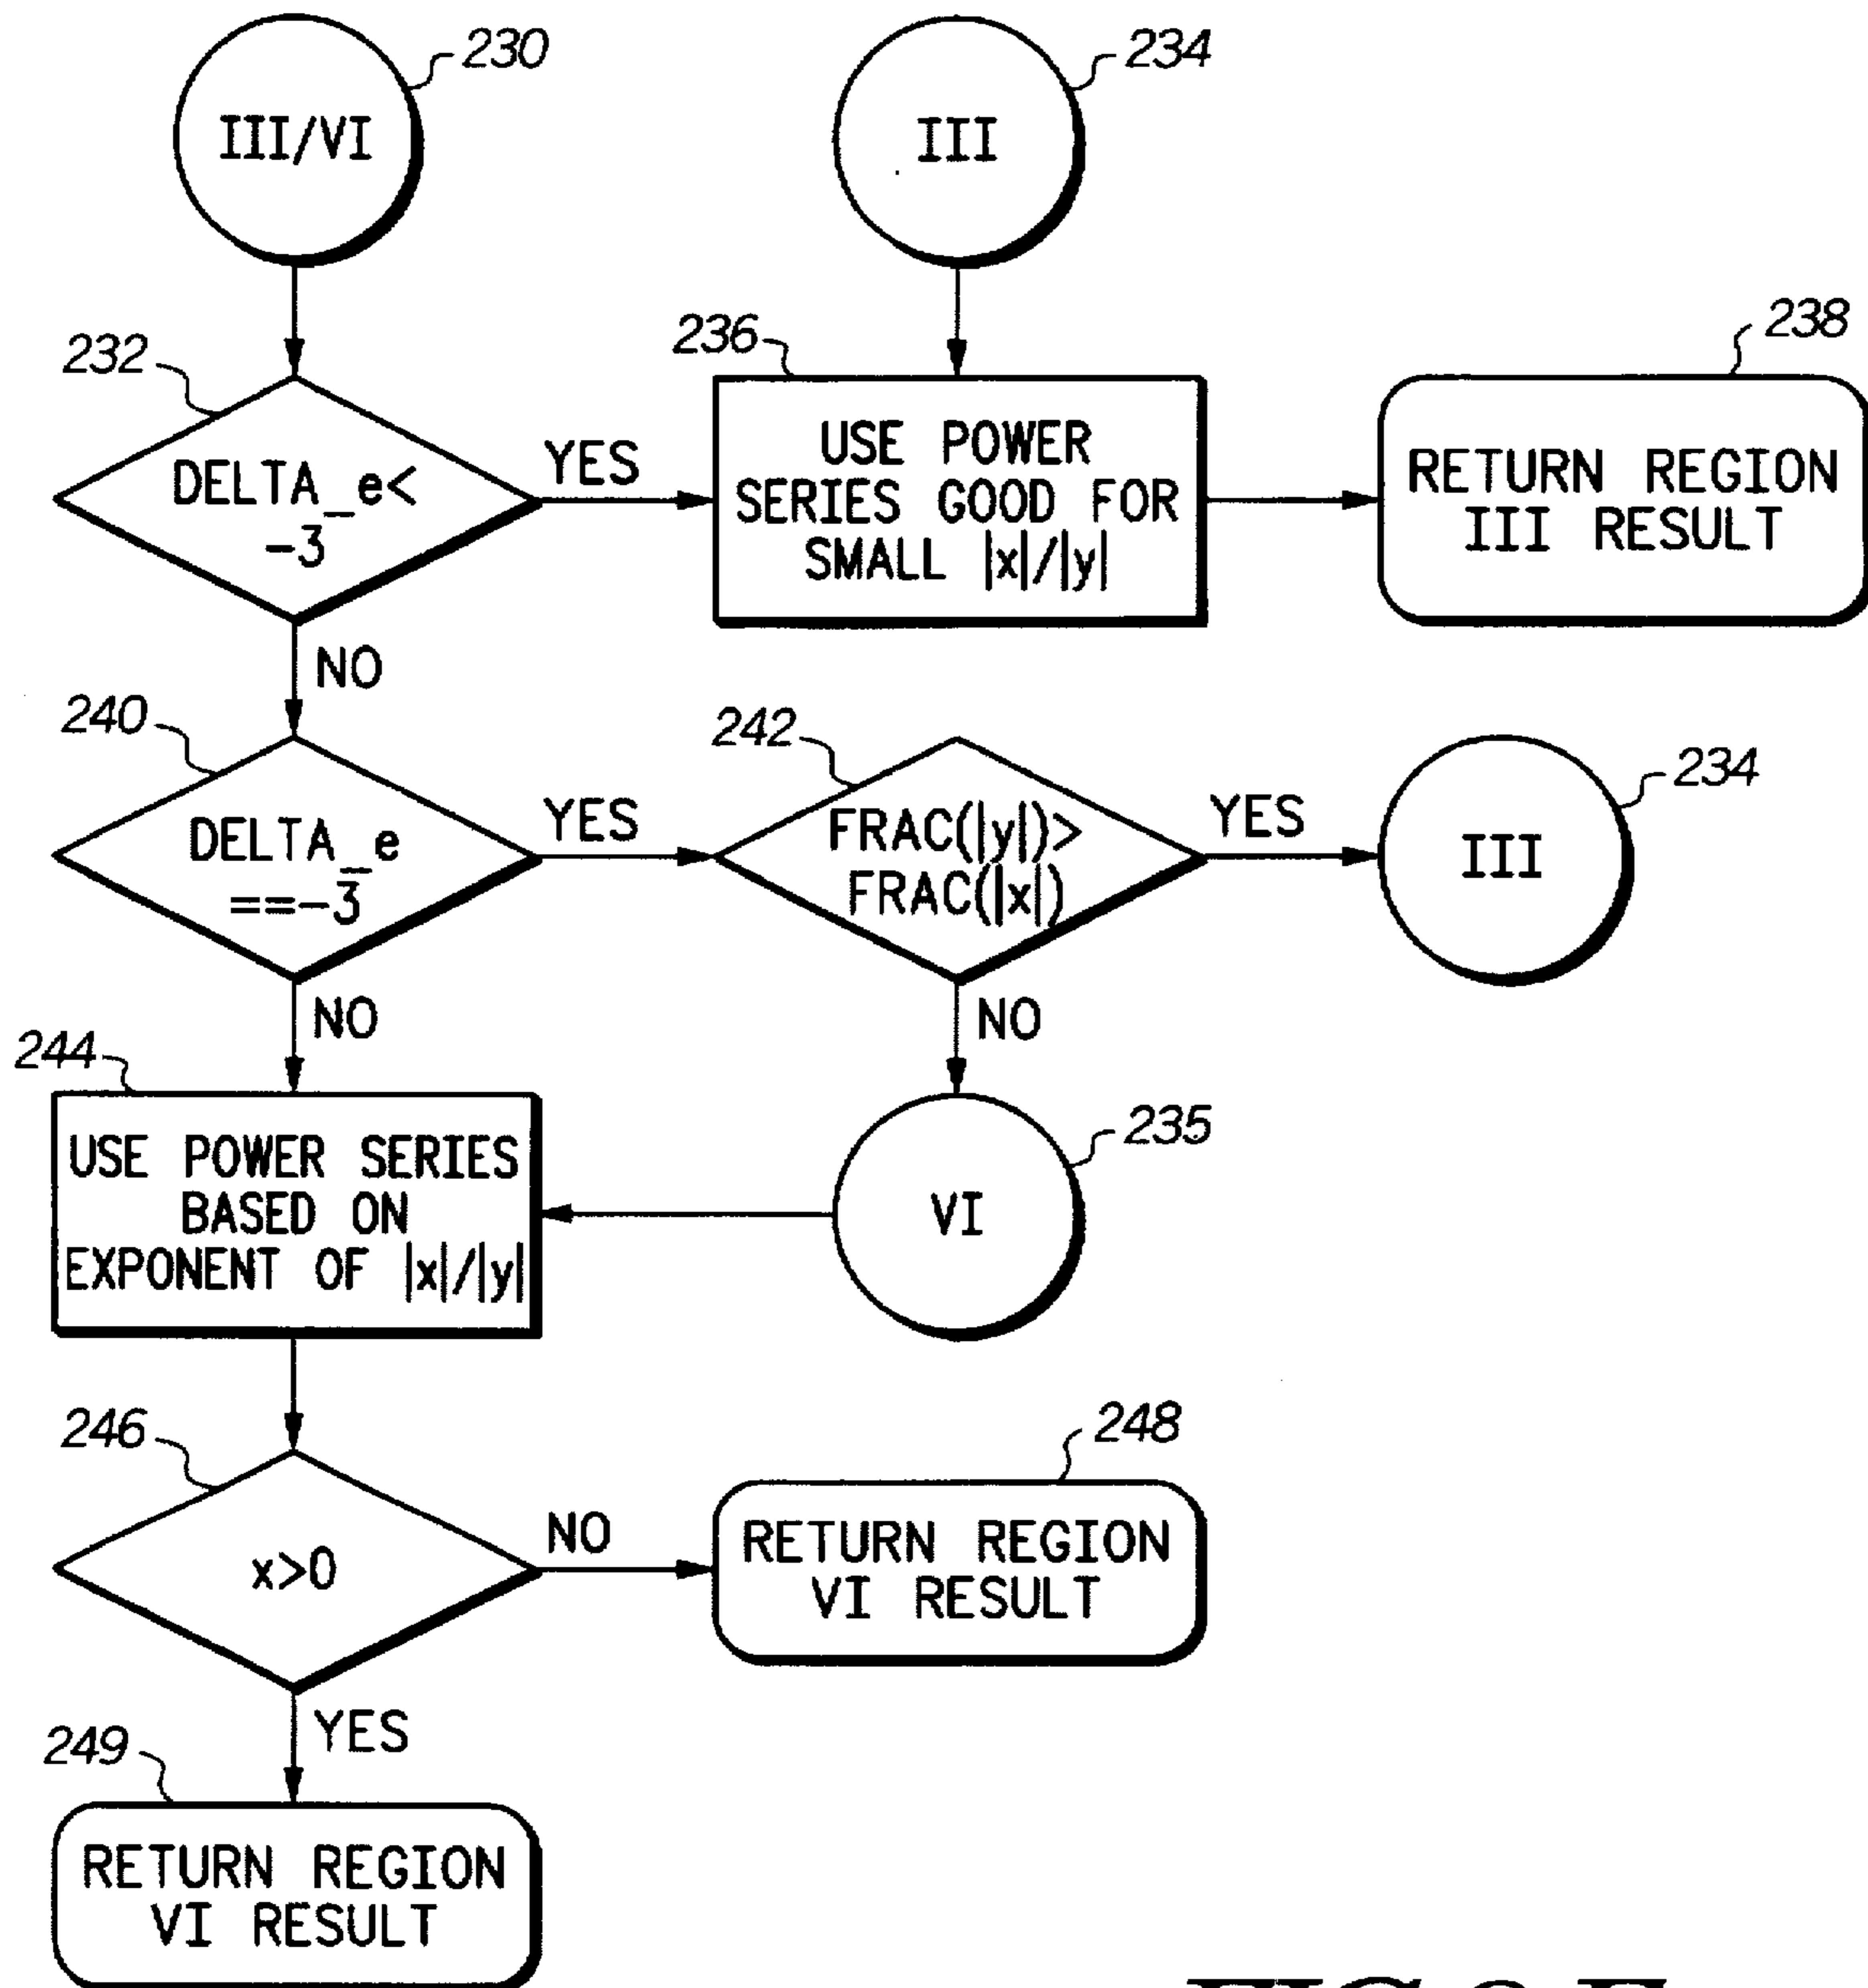 230
III/VI
234
III
232
DELTA_e<
-3
YES
236
USE POWER
SERIES GOOD FOR
SMALL |x|/|y|
238
RETURN REGION
III RESULT
NO
240
DELTA_e
==-3
YES
242
FRAC(|y|)>
FRAC(|x|)
YES
234
III
NO
NO
244
USE POWER SERIES
BASED ON
EXPONENT OF |x|/|y|
235
VI
246
x>0
NO
248
RETURN REGION
VI RESULT
YES
249
RETURN REGION
VI RESULT